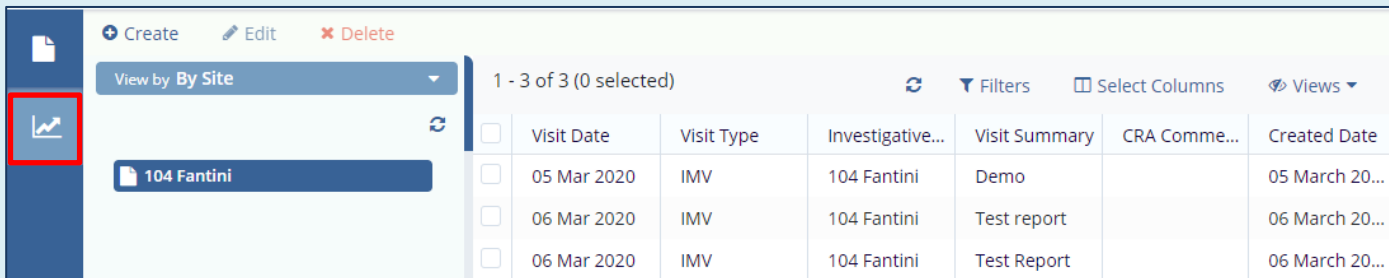 Create Edit Delete
View by By Site
1 - 3 of 3 (0 selected) Filters Select Columns Views
104 Fantini
Visit Date Visit Type Investigative... Visit Summary CRA Comme... Created Date
05 Mar 2020 IMV 104 Fantini Demo 05 March 20...
06 Mar 2020 IMV 104 Fantini Test report 06 March 20...
06 Mar 2020 IMV 104 Fantini Test Report 06 March 20...